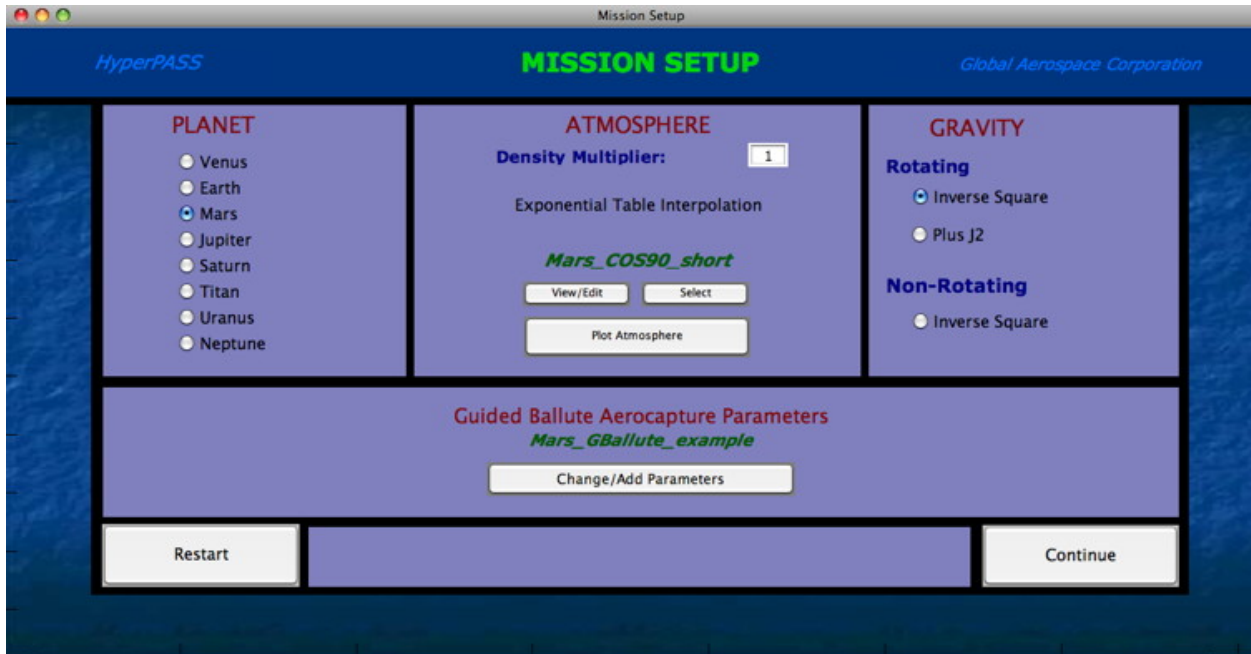 Mission Setup
HyperPASS
MISSION SETUP
Global Aerospace Corporation
PLANET
Venus
Earth
Mars
Jupiter
Saturn
Titan
Uranus
Neptune
ATMOSPHERE
Density Multiplier: 1
Exponential Table Interpolation
Mars_COS90_short
View/Edit Select
Plot Atmosphere
GRAVITY
Rotating
Inverse Square
Plus J2
Non-Rotating
Inverse Square
Guided Ballute Aerocapture Parameters
Mars_GBallute_example
Change/Add Parameters
Restart
Continue